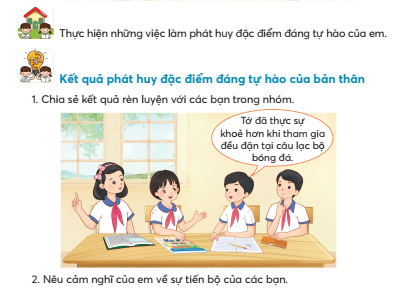 Thực hiện những việc làm phát huy đặc điểm đáng tự hào của em.
Kết quả phát huy đặc điểm đáng tự hào của bản thân
1. Chia sẻ kết quả rèn luyện với các bạn trong nhóm.
Tớ đã thực sự
khoẻ hơn khi tham gia
đều đặn tại câu lạc bộ
bóng đá.
2. Nêu cảm nghĩ của em về sự tiến bộ của các bạn.